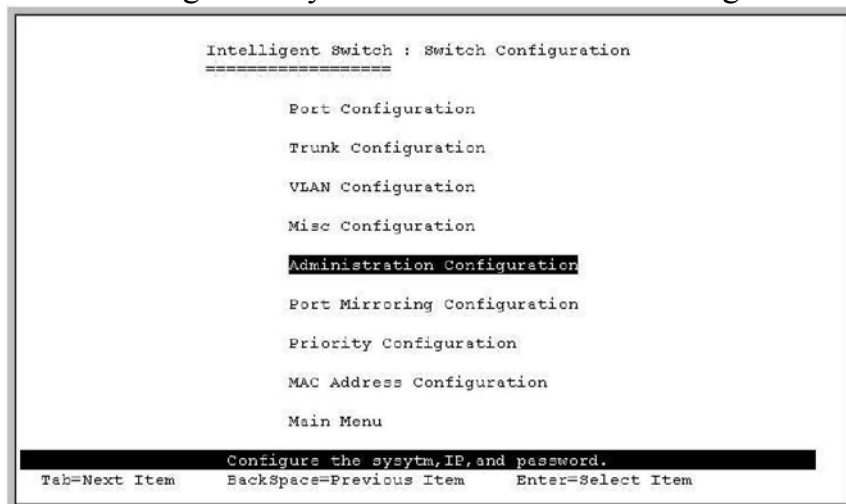 Intelligent Switch : Switch Configuration
==================
Port Configuration
Trunk Configuration
VLAN Configuration
Misc Configuration
Administration Configuration
Port Mirroring Configuration
Priority Configuration
MAC Address Configuration
Main Menu
Configure the sysytm,IP,and password.
Tab=Next Item BackSpace=Previous Item Enter=Select Item